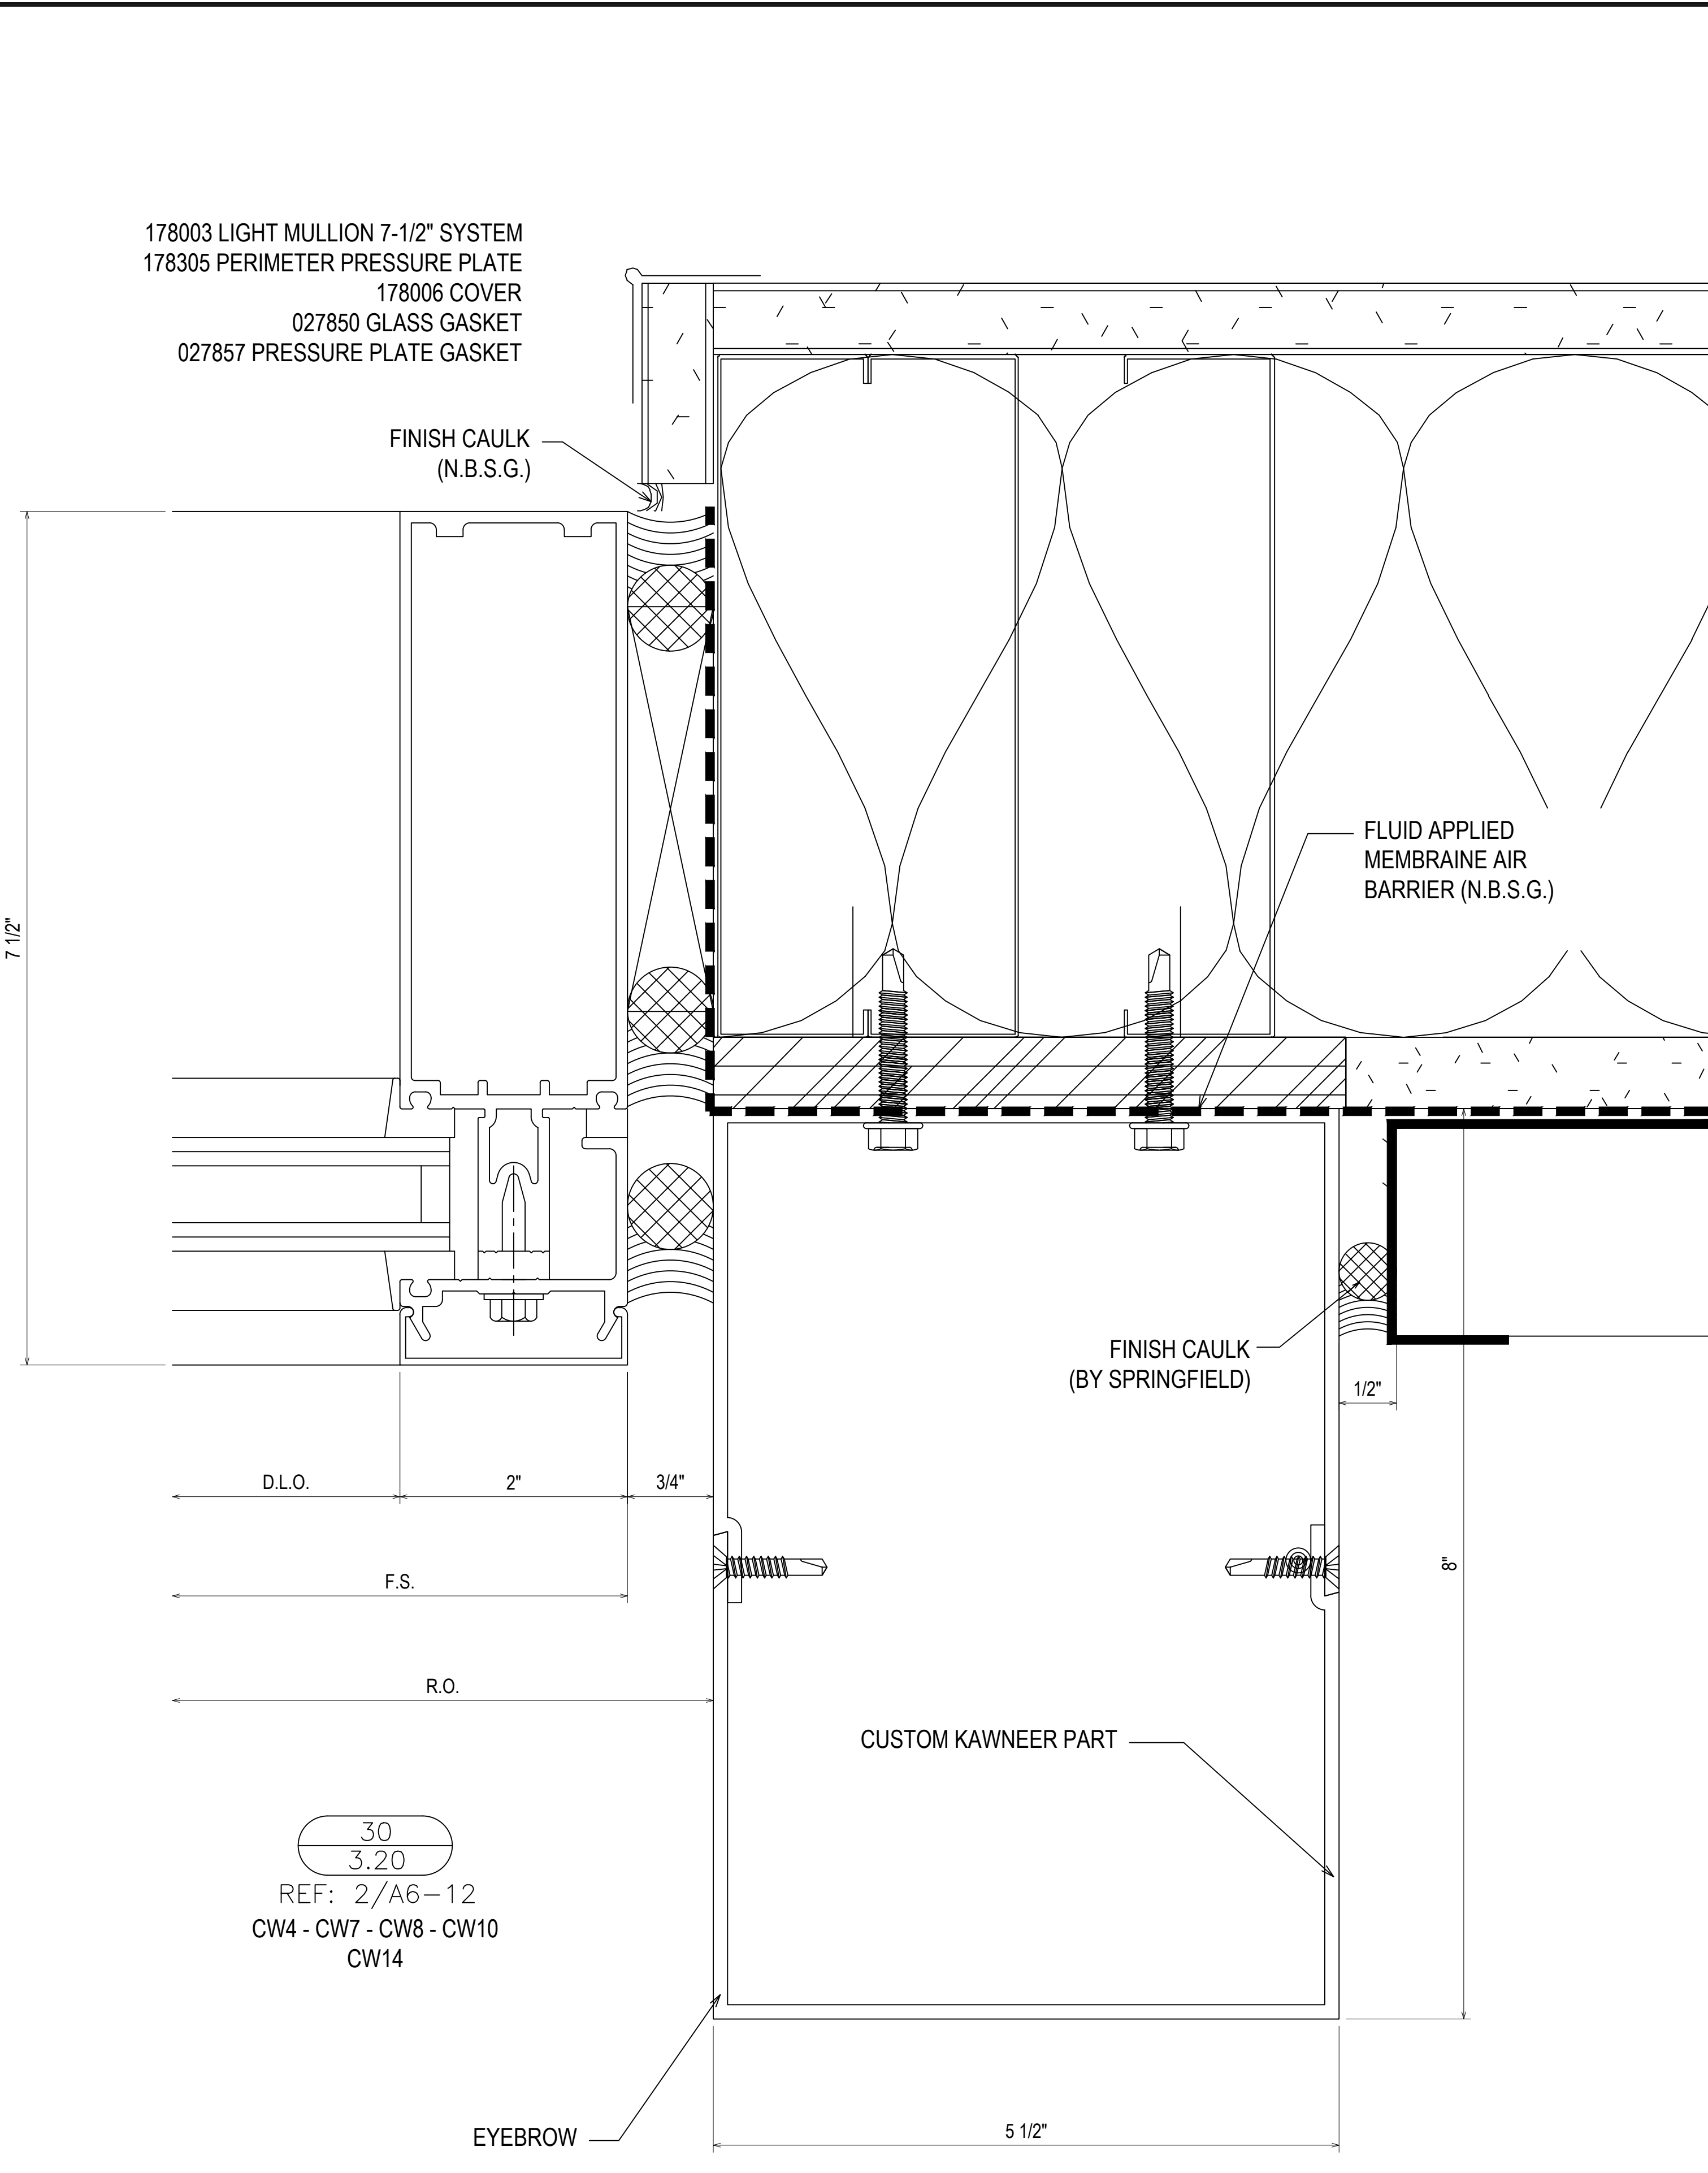 178003 LIGHT MULLION 7-1/2" SYSTEM
178305 PERIMETER PRESSURE PLATE
178006 COVER
027850 GLASS GASKET
027857 PRESSURE PLATE GASKET
FINISH CAULK
(N.B.S.G.)
FLUID APPLIED
MEMBRAINE AIR
BARRIER (N.B.S.G.)
7 1/2"
FINISH CAULK
(BY SPRINGFIELD)
1/2"
D.L.O.
2"
3/4"
8"
F.S.
R.O.
CUSTOM KAWNEER PART
30
3.20
REF: 2/A6-12
CW4 - CW7 - CW8 - CW10
CW14
EYEBROW
5 1/2"